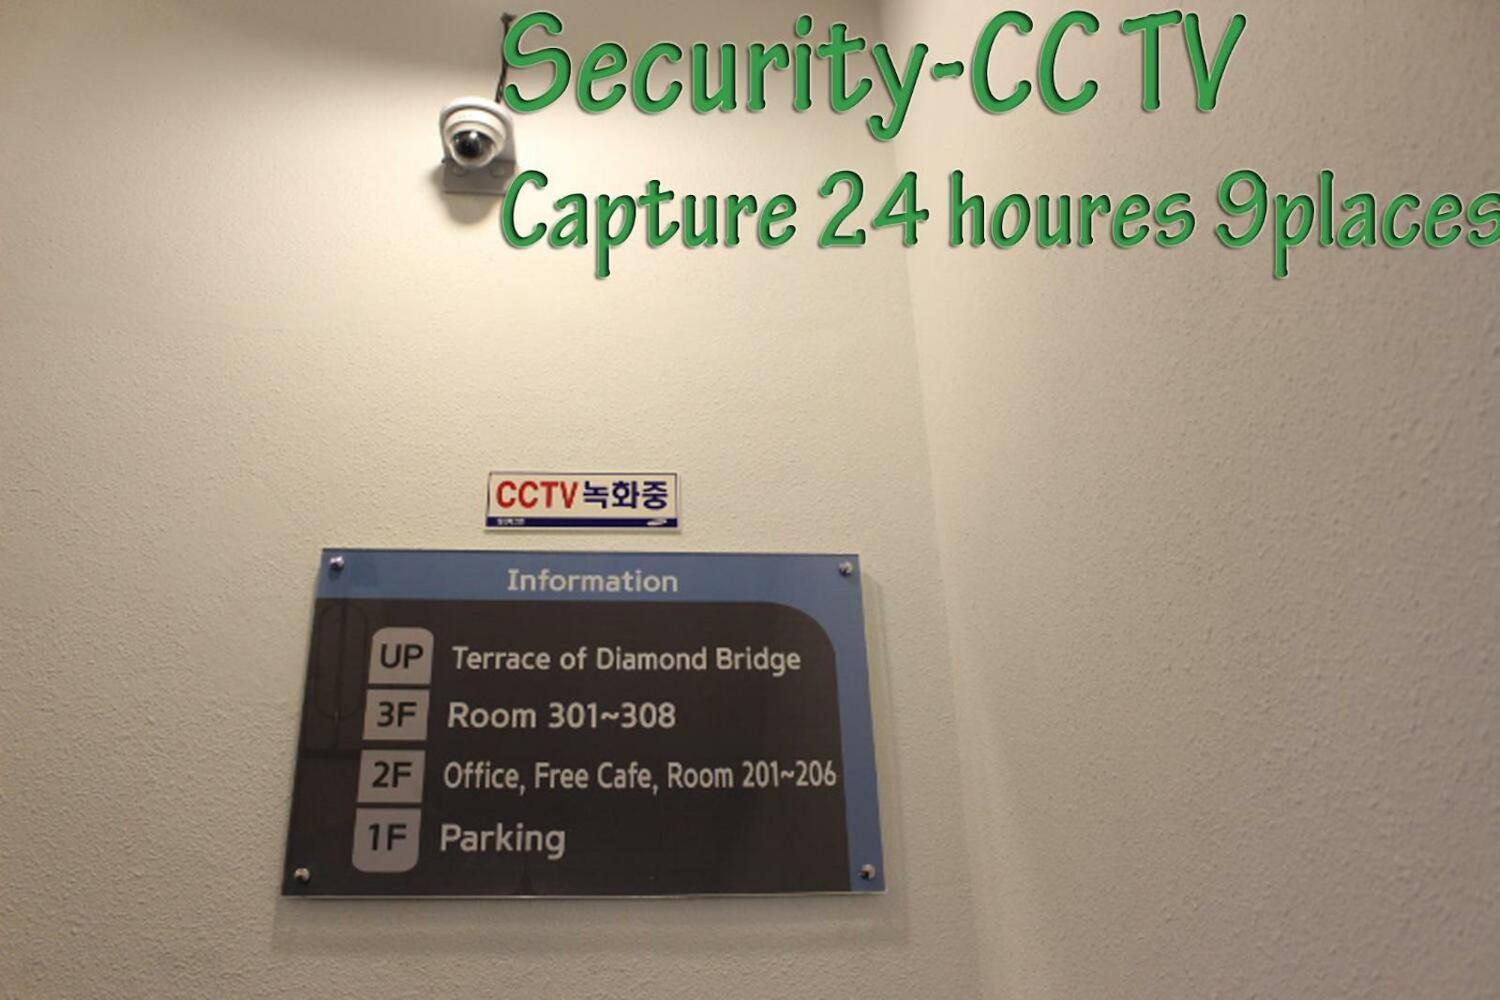 Security-CC TV
Capture 24 houres 9places
CCTV녹화중
Information
UP Terrace of Diamond Bridge
3F Room 301~308
2F Office, Free Cafe, Room 201~206
1F Parking